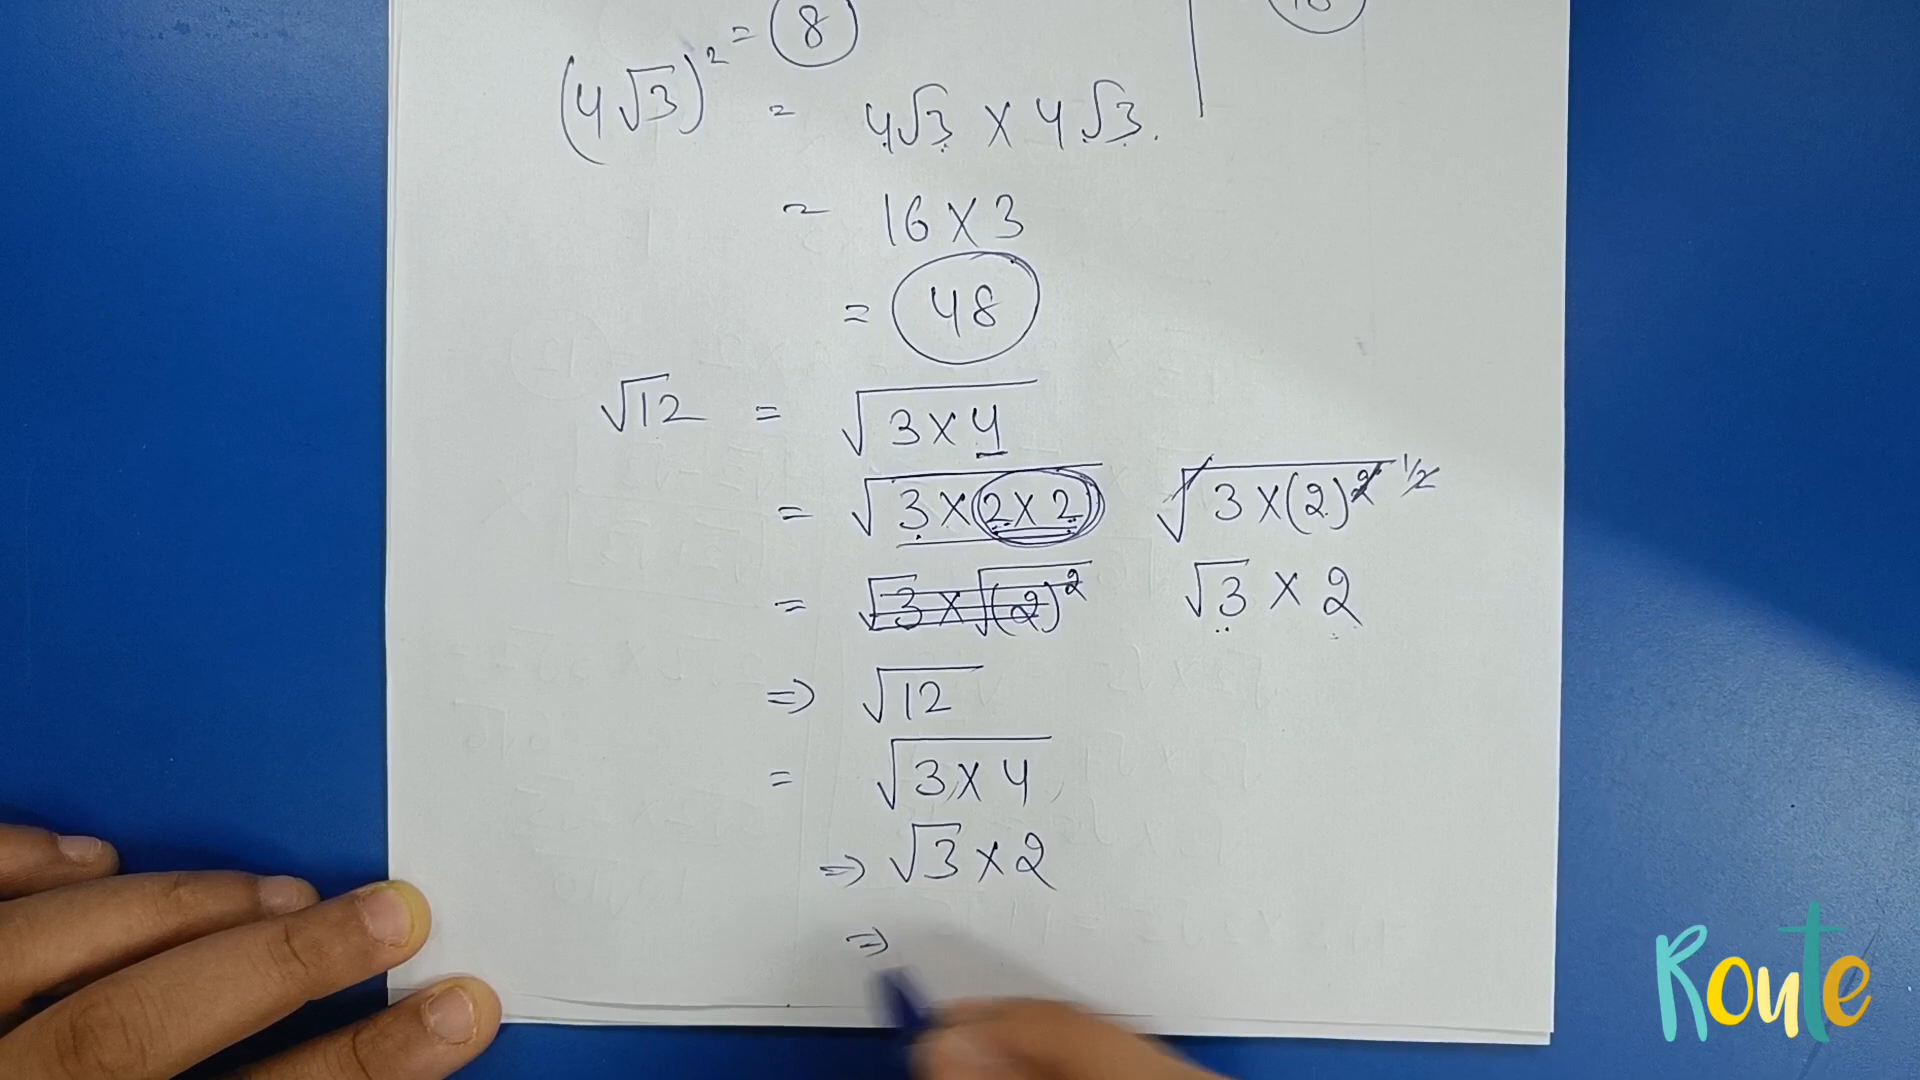 = 8
(4√3)² = 4√3 × 4√3.
= 16 × 3
= 48
√12 = √3 × 4
= √3 × (2 × 2) √3 × (2)² 1/2
= √3 × √(2)² √3 × 2
⇒ √12
= √3 × 4
⇒ √3 × 2
⇒
Route